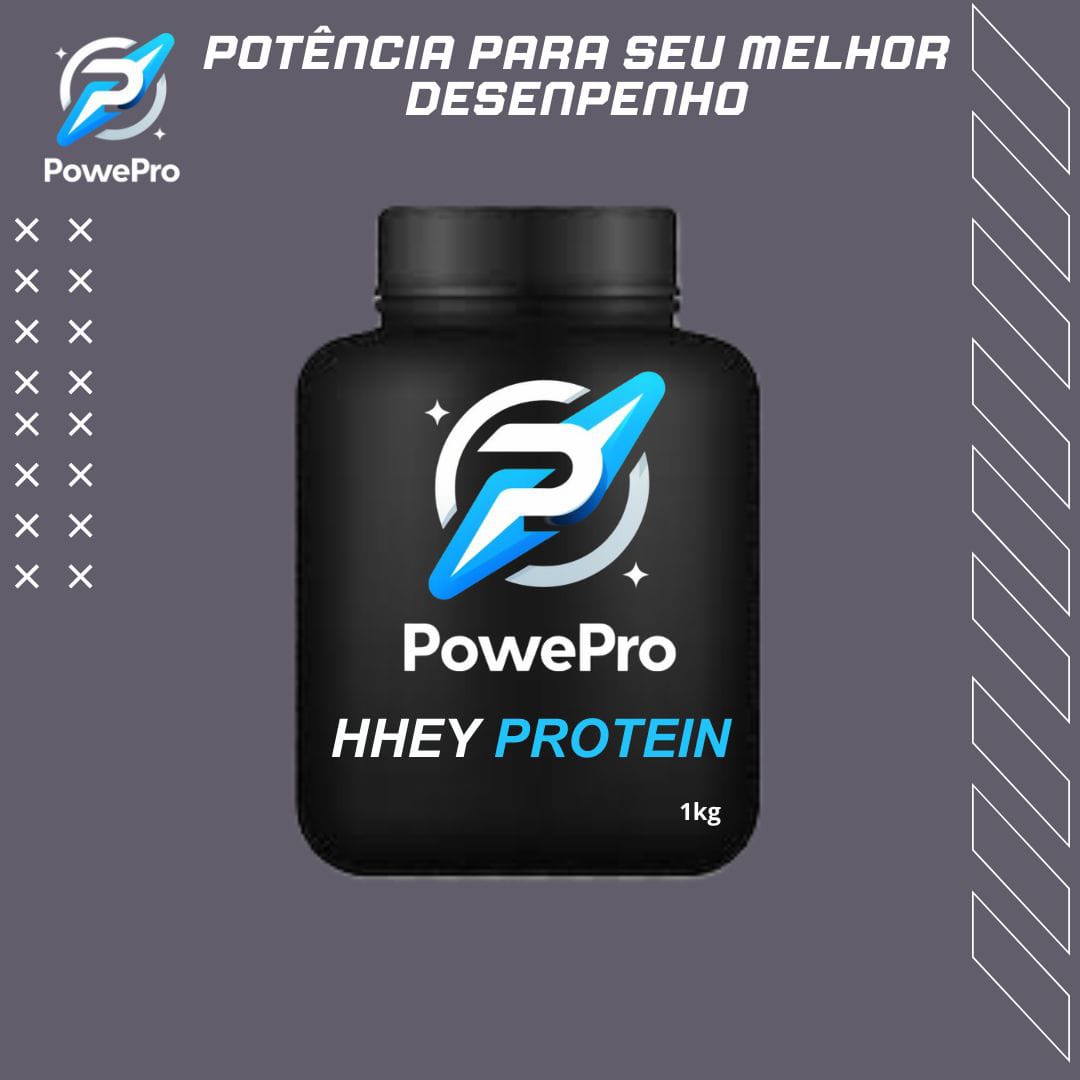 POTÊNCIA PARA SEU MELHOR
DESENPENHO
PowePro
PowePro
HHEY PROTEIN
1kg